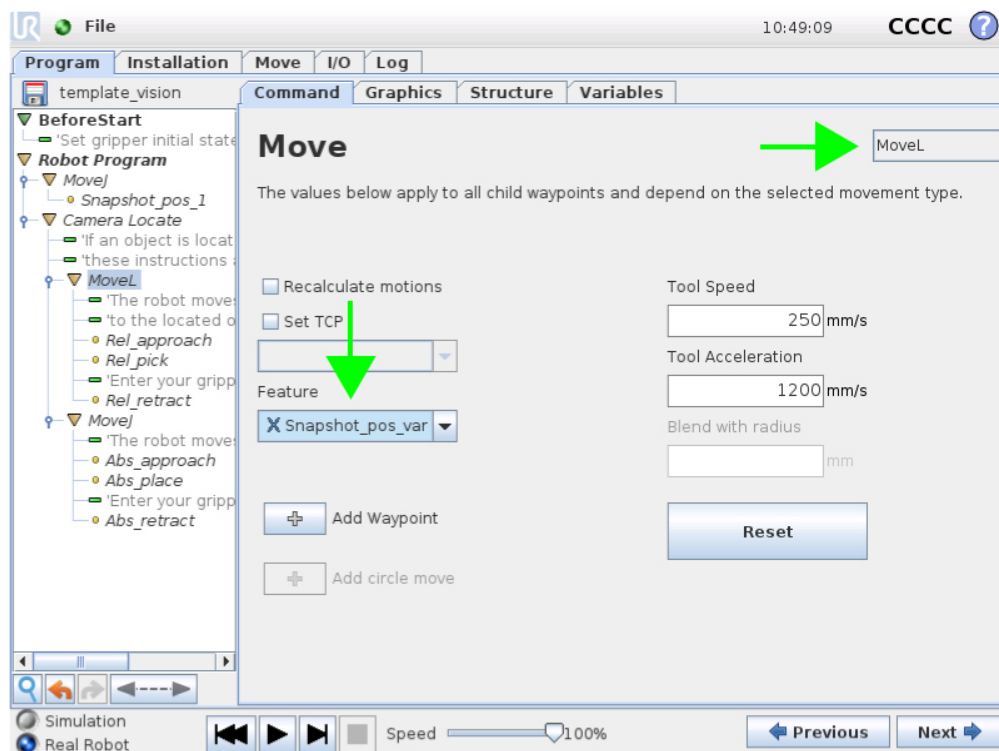 UR File 10:49:09 CCCC ?
Program Installation Move I/O Log
template_vision Command Graphics Structure Variables
BeforeStart
'Set gripper initial state
Robot Program
MoveJ
Snapshot_pos_1
Camera Locate
'If an object is locat
'these instructions a
MoveL
'The robot moves
'to the located o
Rel_approach
Rel_pick
'Enter your gripp
Rel_retract
MoveJ
'The robot moves
Abs_approach
Abs_place
'Enter your gripp
Abs_retract
Move MoveL
The values below apply to all child waypoints and depend on the selected movement type.
Recalculate motions
Set TCP
Feature
Snapshot_pos_var
Add Waypoint
Add circle move
Tool Speed
250 mm/s
Tool Acceleration
1200 mm/s
Blend with radius
mm
Reset
Simulation
Real Robot
Speed 100%
Previous Next